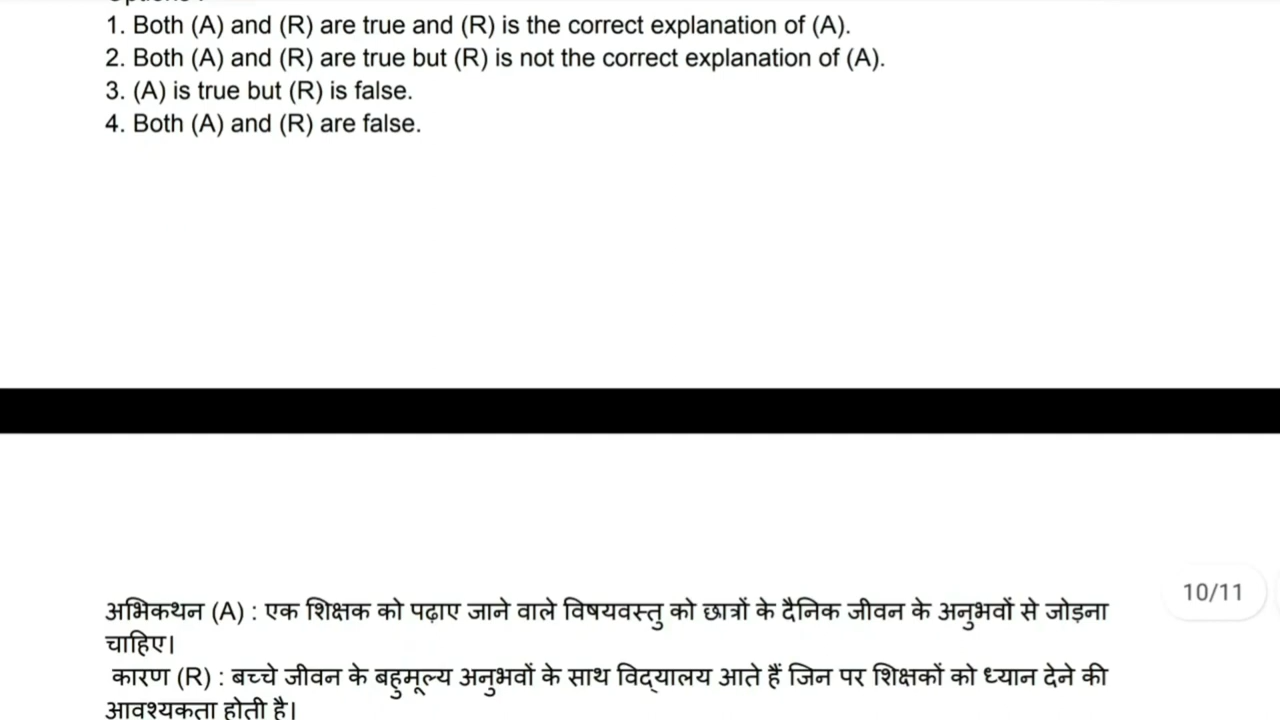 1. Both (A) and (R) are true and (R) is the correct explanation of (A).
2. Both (A) and (R) are true but (R) is not the correct explanation of (A).
3. (A) is true but (R) is false.
4. Both (A) and (R) are false.
10/11
अभिकथन (A) : एक शिक्षक को पढ़ाए जाने वाले विषयवस्तु को छात्रों के दैनिक जीवन के अनुभवों से जोड़ना
चाहिए।
कारण (R) : बच्चे जीवन के बहुमूल्य अनुभवों के साथ विद्यालय आते हैं जिन पर शिक्षकों को ध्यान देने की
आवश्यकता होती है।